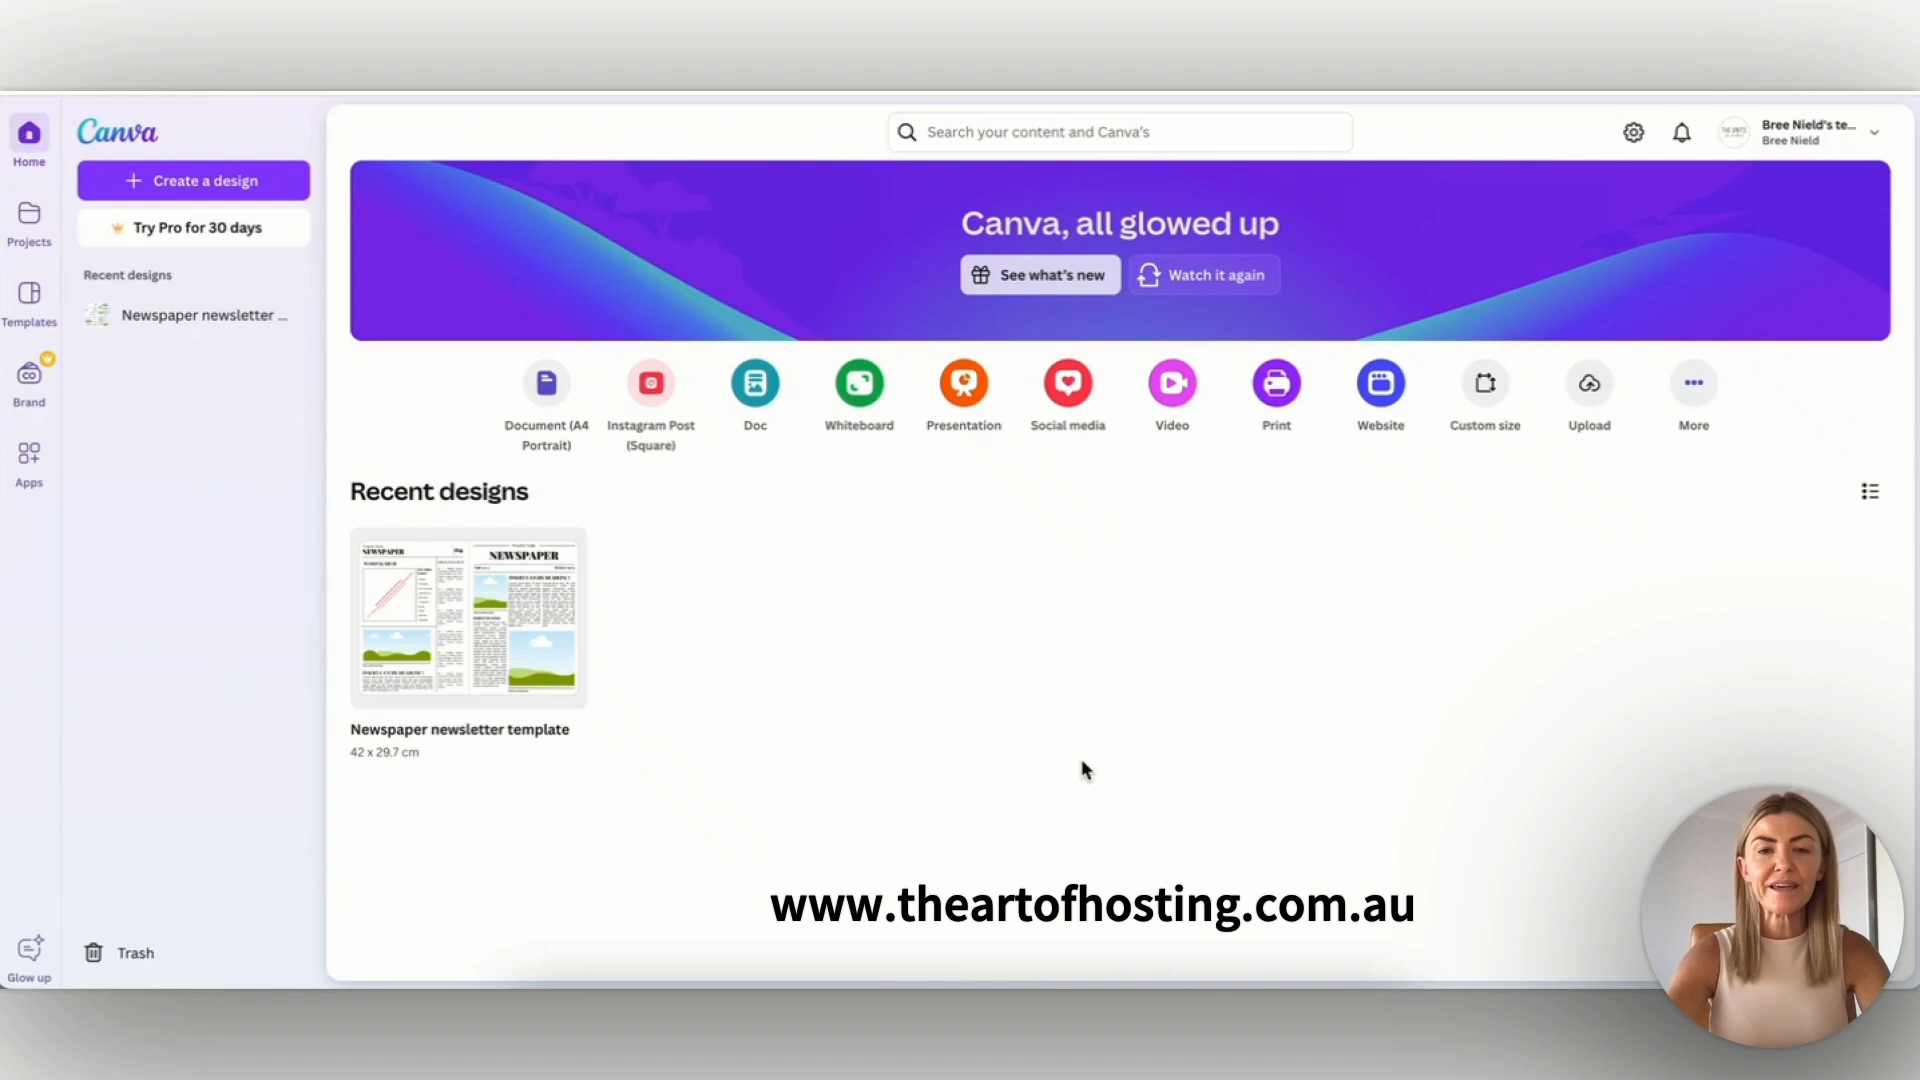 Canva
Search your content and Canva's
Bree Nield's te...
Bree Nield
Home
Create a design
Try Pro for 30 days
Projects
Recent designs
Templates
Newspaper newsletter ...
Brand
Apps
Canva, all glowed up
See what's new
Watch it again
Document (A4
Portrait)
Instagram Post
(Square)
Doc
Whiteboard
Presentation
Social media
Video
Print
Website
Custom size
Upload
More
Recent designs
NEWSPAPER
NEWSPAPER
Newspaper newsletter template
42 x 29.7 cm
www.theartofhosting.com.au
Trash
Glow up